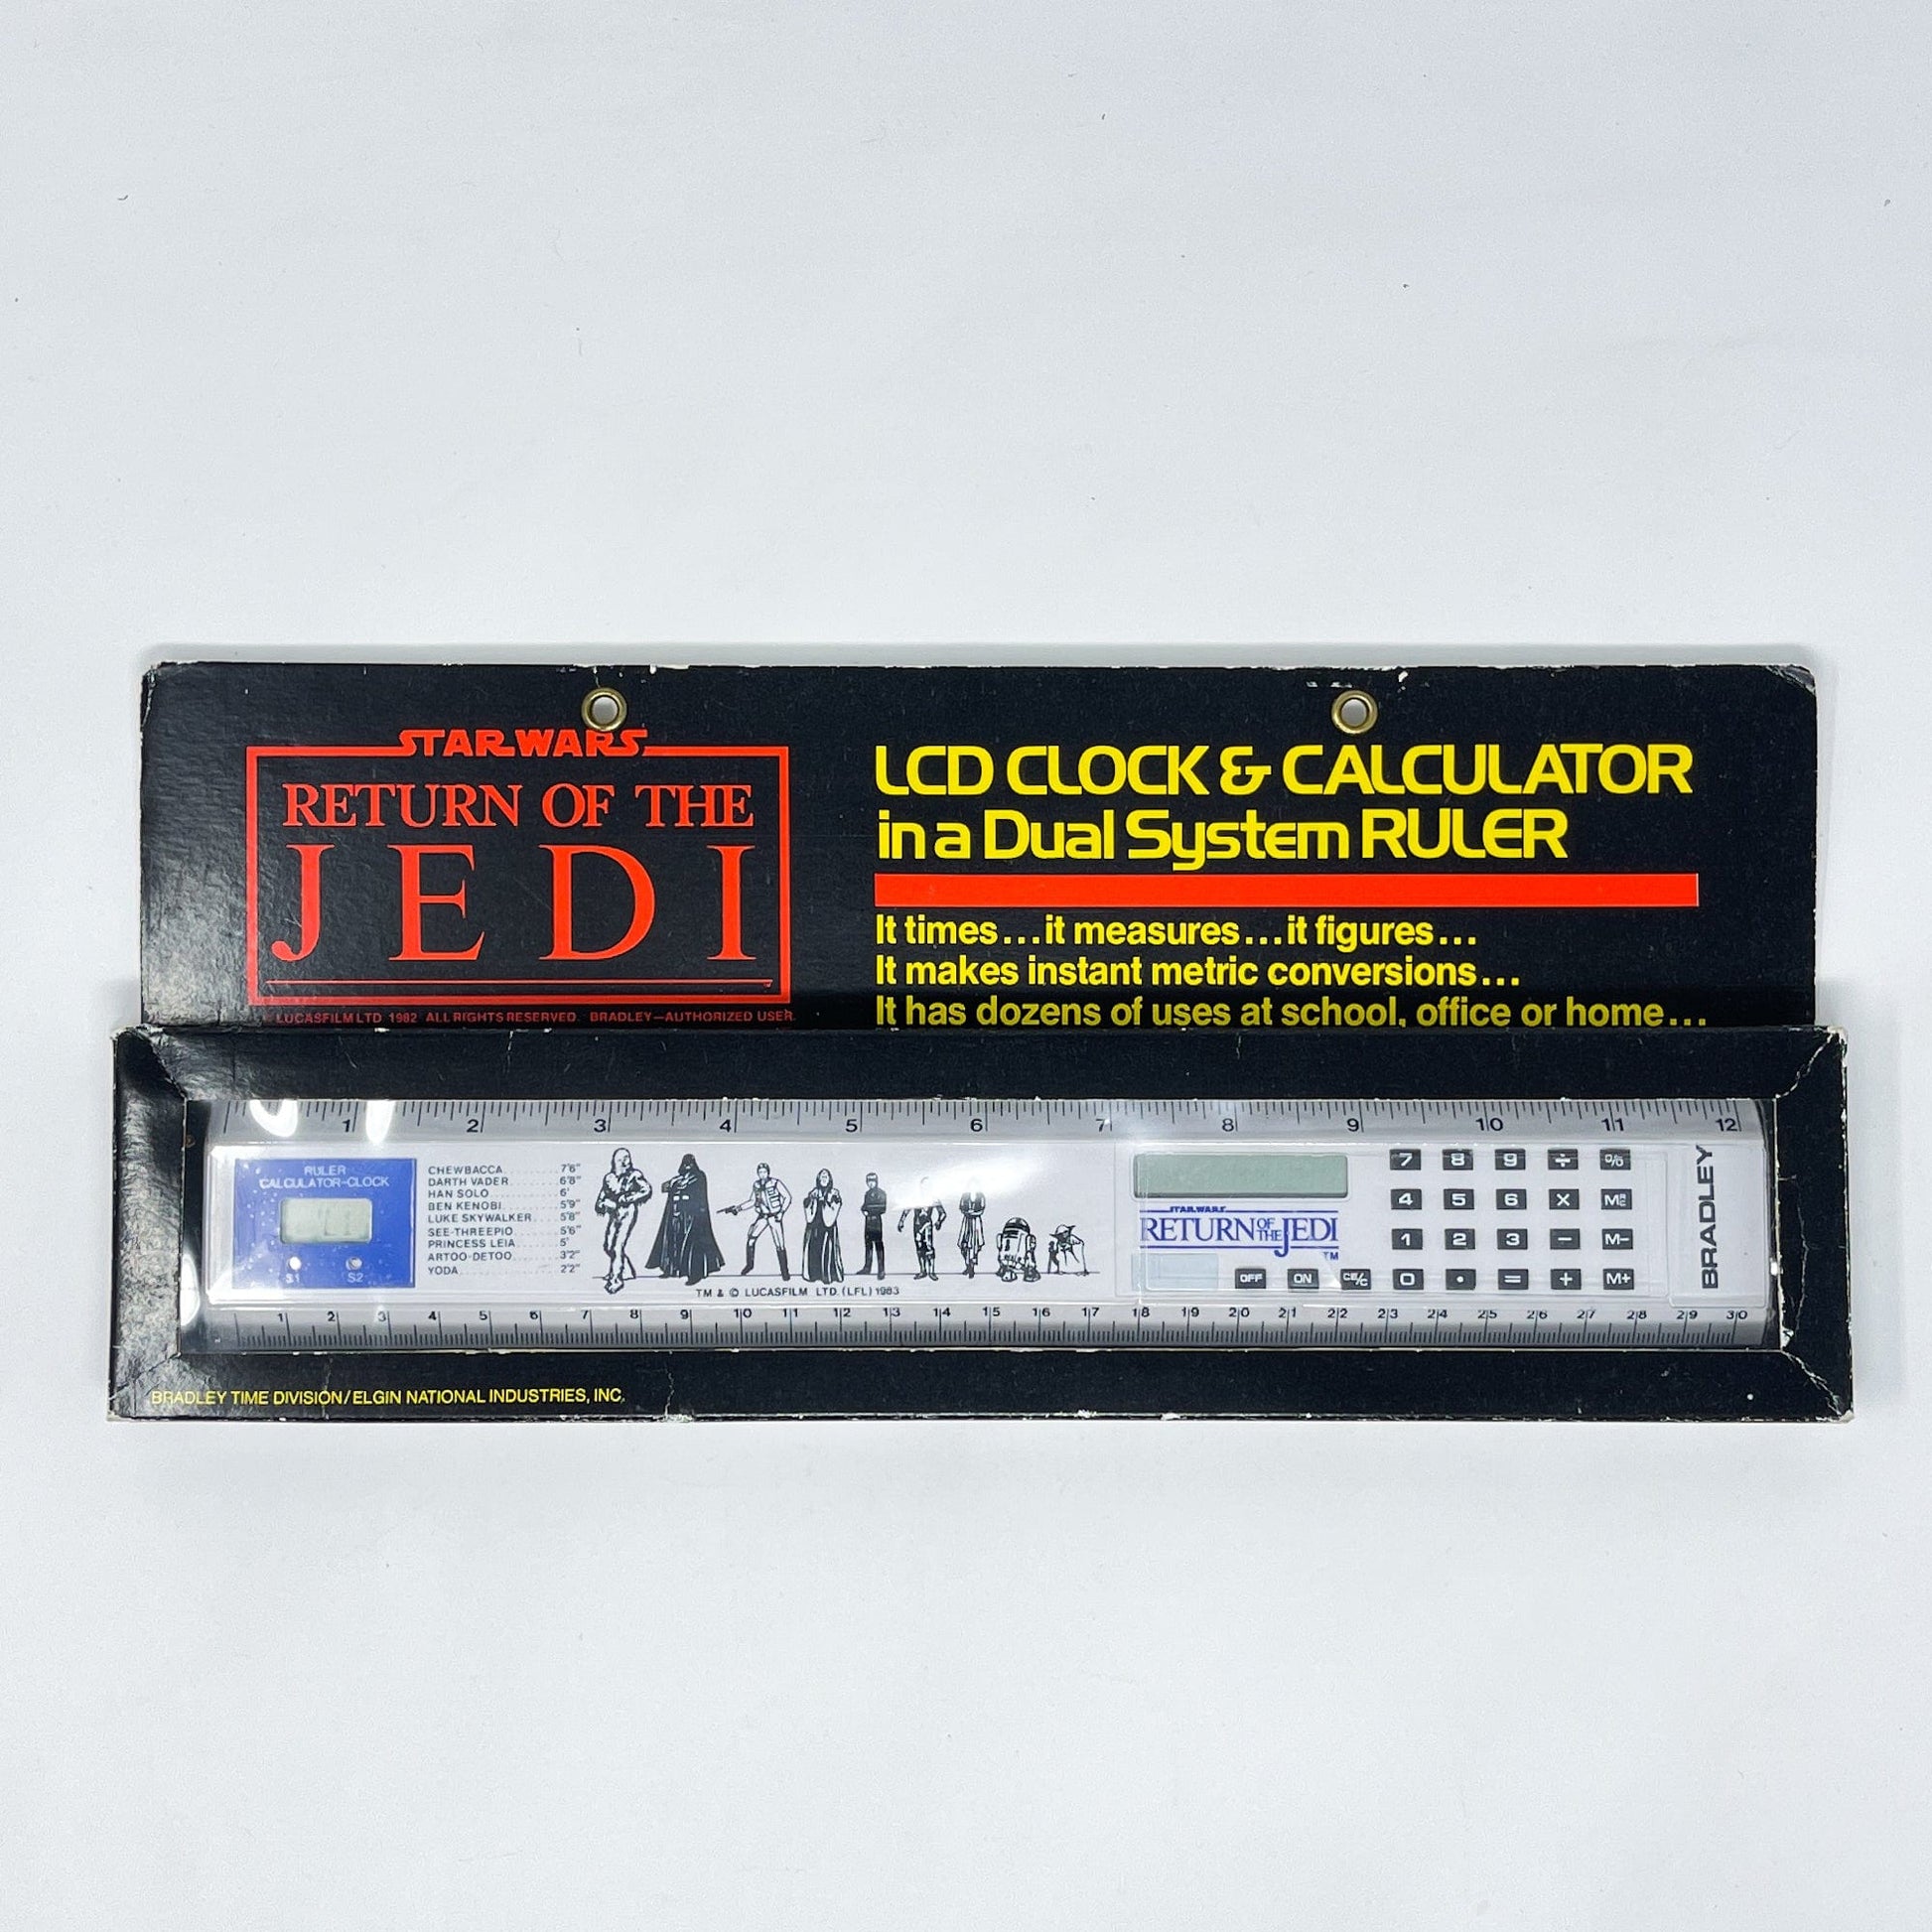 STAR WARS
RETURN OF THE
JEDI
LUCASFILM LTD 1982 ALL RIGHTS RESERVED. BRADLEY—AUTHORIZED USER.
LCD CLOCK & CALCULATOR
in a Dual System RULER
It times...it measures...it figures...
It makes instant metric conversions...
It has dozens of uses at school, office or home...
1 2 3 4 5 6 7 8 9 10 11 12
RULER
CALCULATOR-CLOCK
S1 S2
CHEWBACCA 7'6"
DARTH VADER 6'8"
HAN SOLO 6'
BEN KENOBI 5'9"
LUKE SKYWALKER 5'8"
SEE-THREEPIO 5'6"
PRINCESS LEIA 5'
ARTOO-DETOO 3'2"
YODA 2'2"
TM & © LUCASFILM LTD. (LFL) 1983
STAR WARS
RETURN OF THE JEDI
TM
7 8 9 ÷ %
4 5 6 X
1 2 3 − M−
OFF ON CE/C 0 • = + M+
BRADLEY
1 2 3 4 5 6 7 8 9 10 11 12 13 14 15 16 17 18 19 20 21 22 23 24 25 26 27 28 29 30
BRADLEY TIME DIVISION/ELGIN NATIONAL INDUSTRIES, INC.